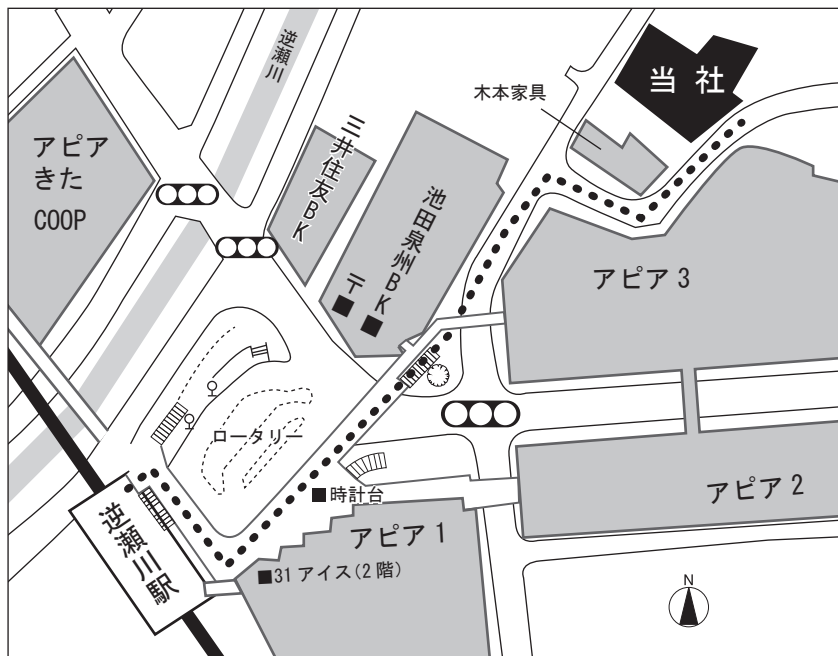 逆瀬川
当社
木本家具
アピア
きた
COOP
三井住友BK
池田泉州BK
〒
アピア3
ロータリー
時計台
アピア2
アピア1
31アイス(2階)
逆瀬川駅
N